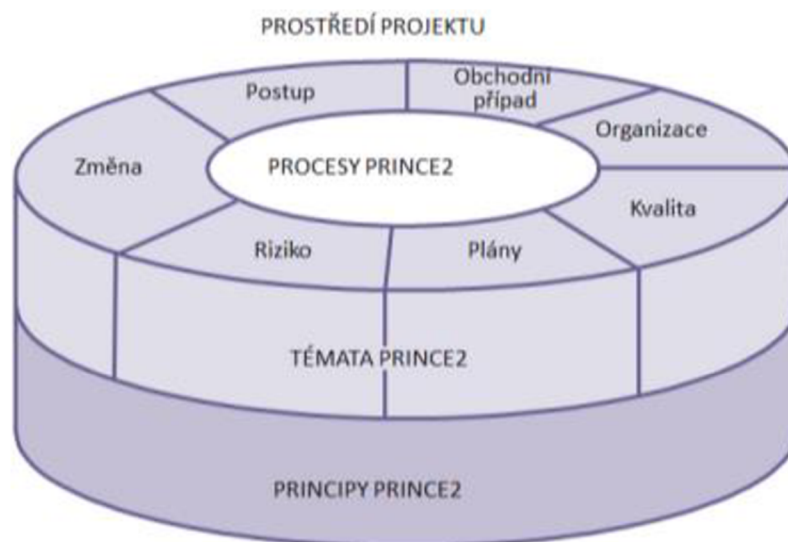 PROSTŘEDÍ PROJEKTU
Obchodní
případ
Postup
Organizace
Změna
PROCESY PRINCE2
Kvalita
Riziko
Plány
TÉMATA PRINCE2
PRINCIPY PRINCE2